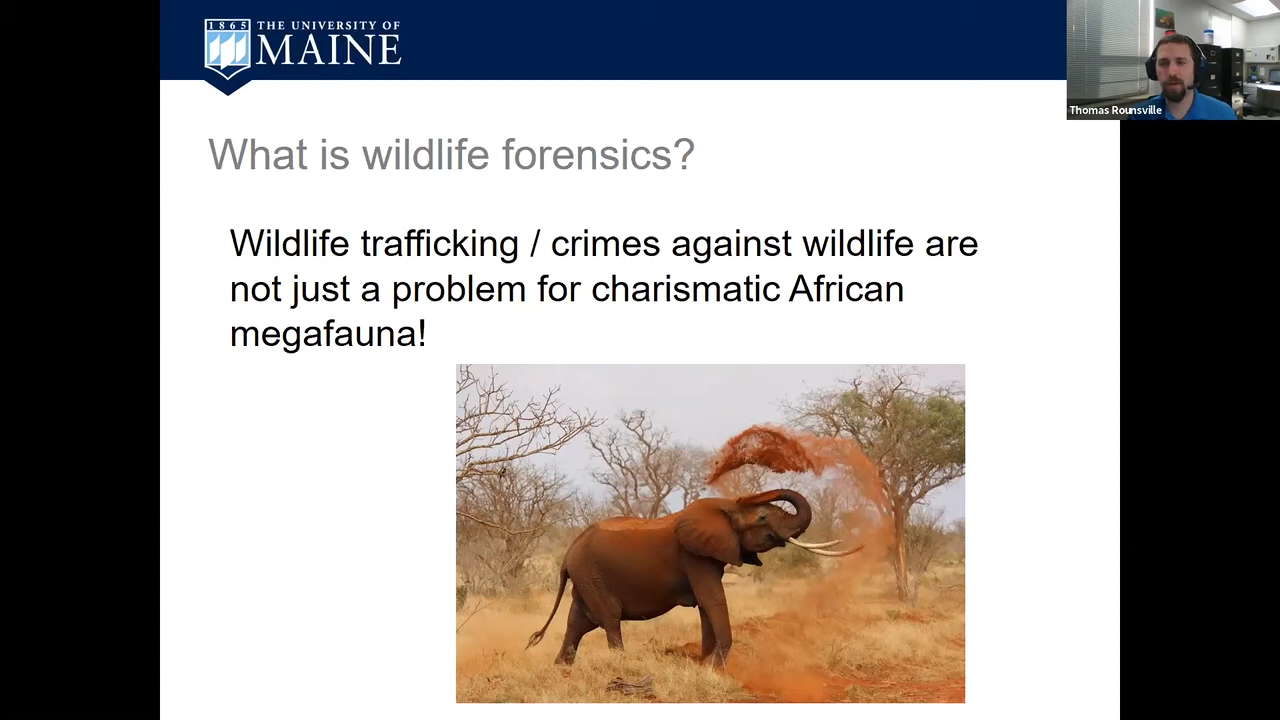 1865
THE UNIVERSITY OF
MAINE
Thomas Rounsville
What is wildlife forensics?
Wildlife trafficking / crimes against wildlife are
not just a problem for charismatic African
megafauna!